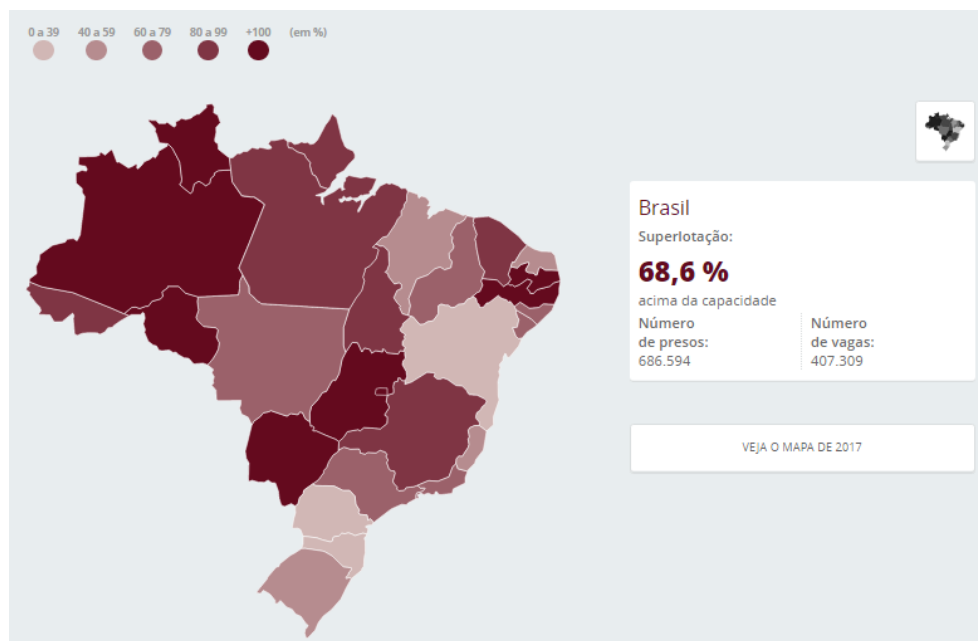 0 a 39 40 a 59 60 a 79 80 a 99 +100 (em %)
Brasil
Superlotação:
68,6 %
acima da capacidade
Número
de presos:
686.594
Número
de vagas:
407.309
VEJA O MAPA DE 2017